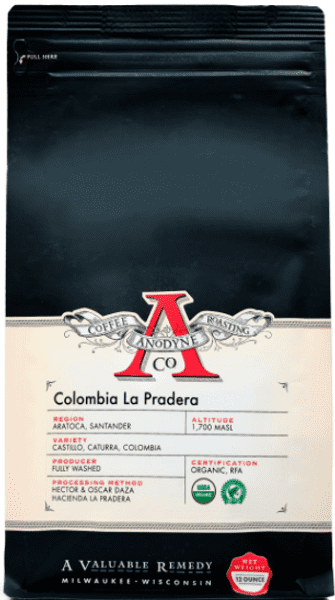 PULL HERE
COFFEE ROASTING
A
ANODYNE
CO
Colombia La Pradera
REGION
ARATOCA, SANTANDER
ALTITUDE
1,700 MASL
VARIETY
CASTILLO, CATURRA, COLOMBIA
PRODUCER
FULLY WASHED
CERTIFICATION
ORGANIC, RFA
PROCESSING METHOD
HECTOR & OSCAR DAZA
HACIENDA LA PRADERA
USDA
ORGANIC
A VALUABLE REMEDY
MILWAUKEE-WISCONSIN
NET
WEIGHT
12 OUNCE